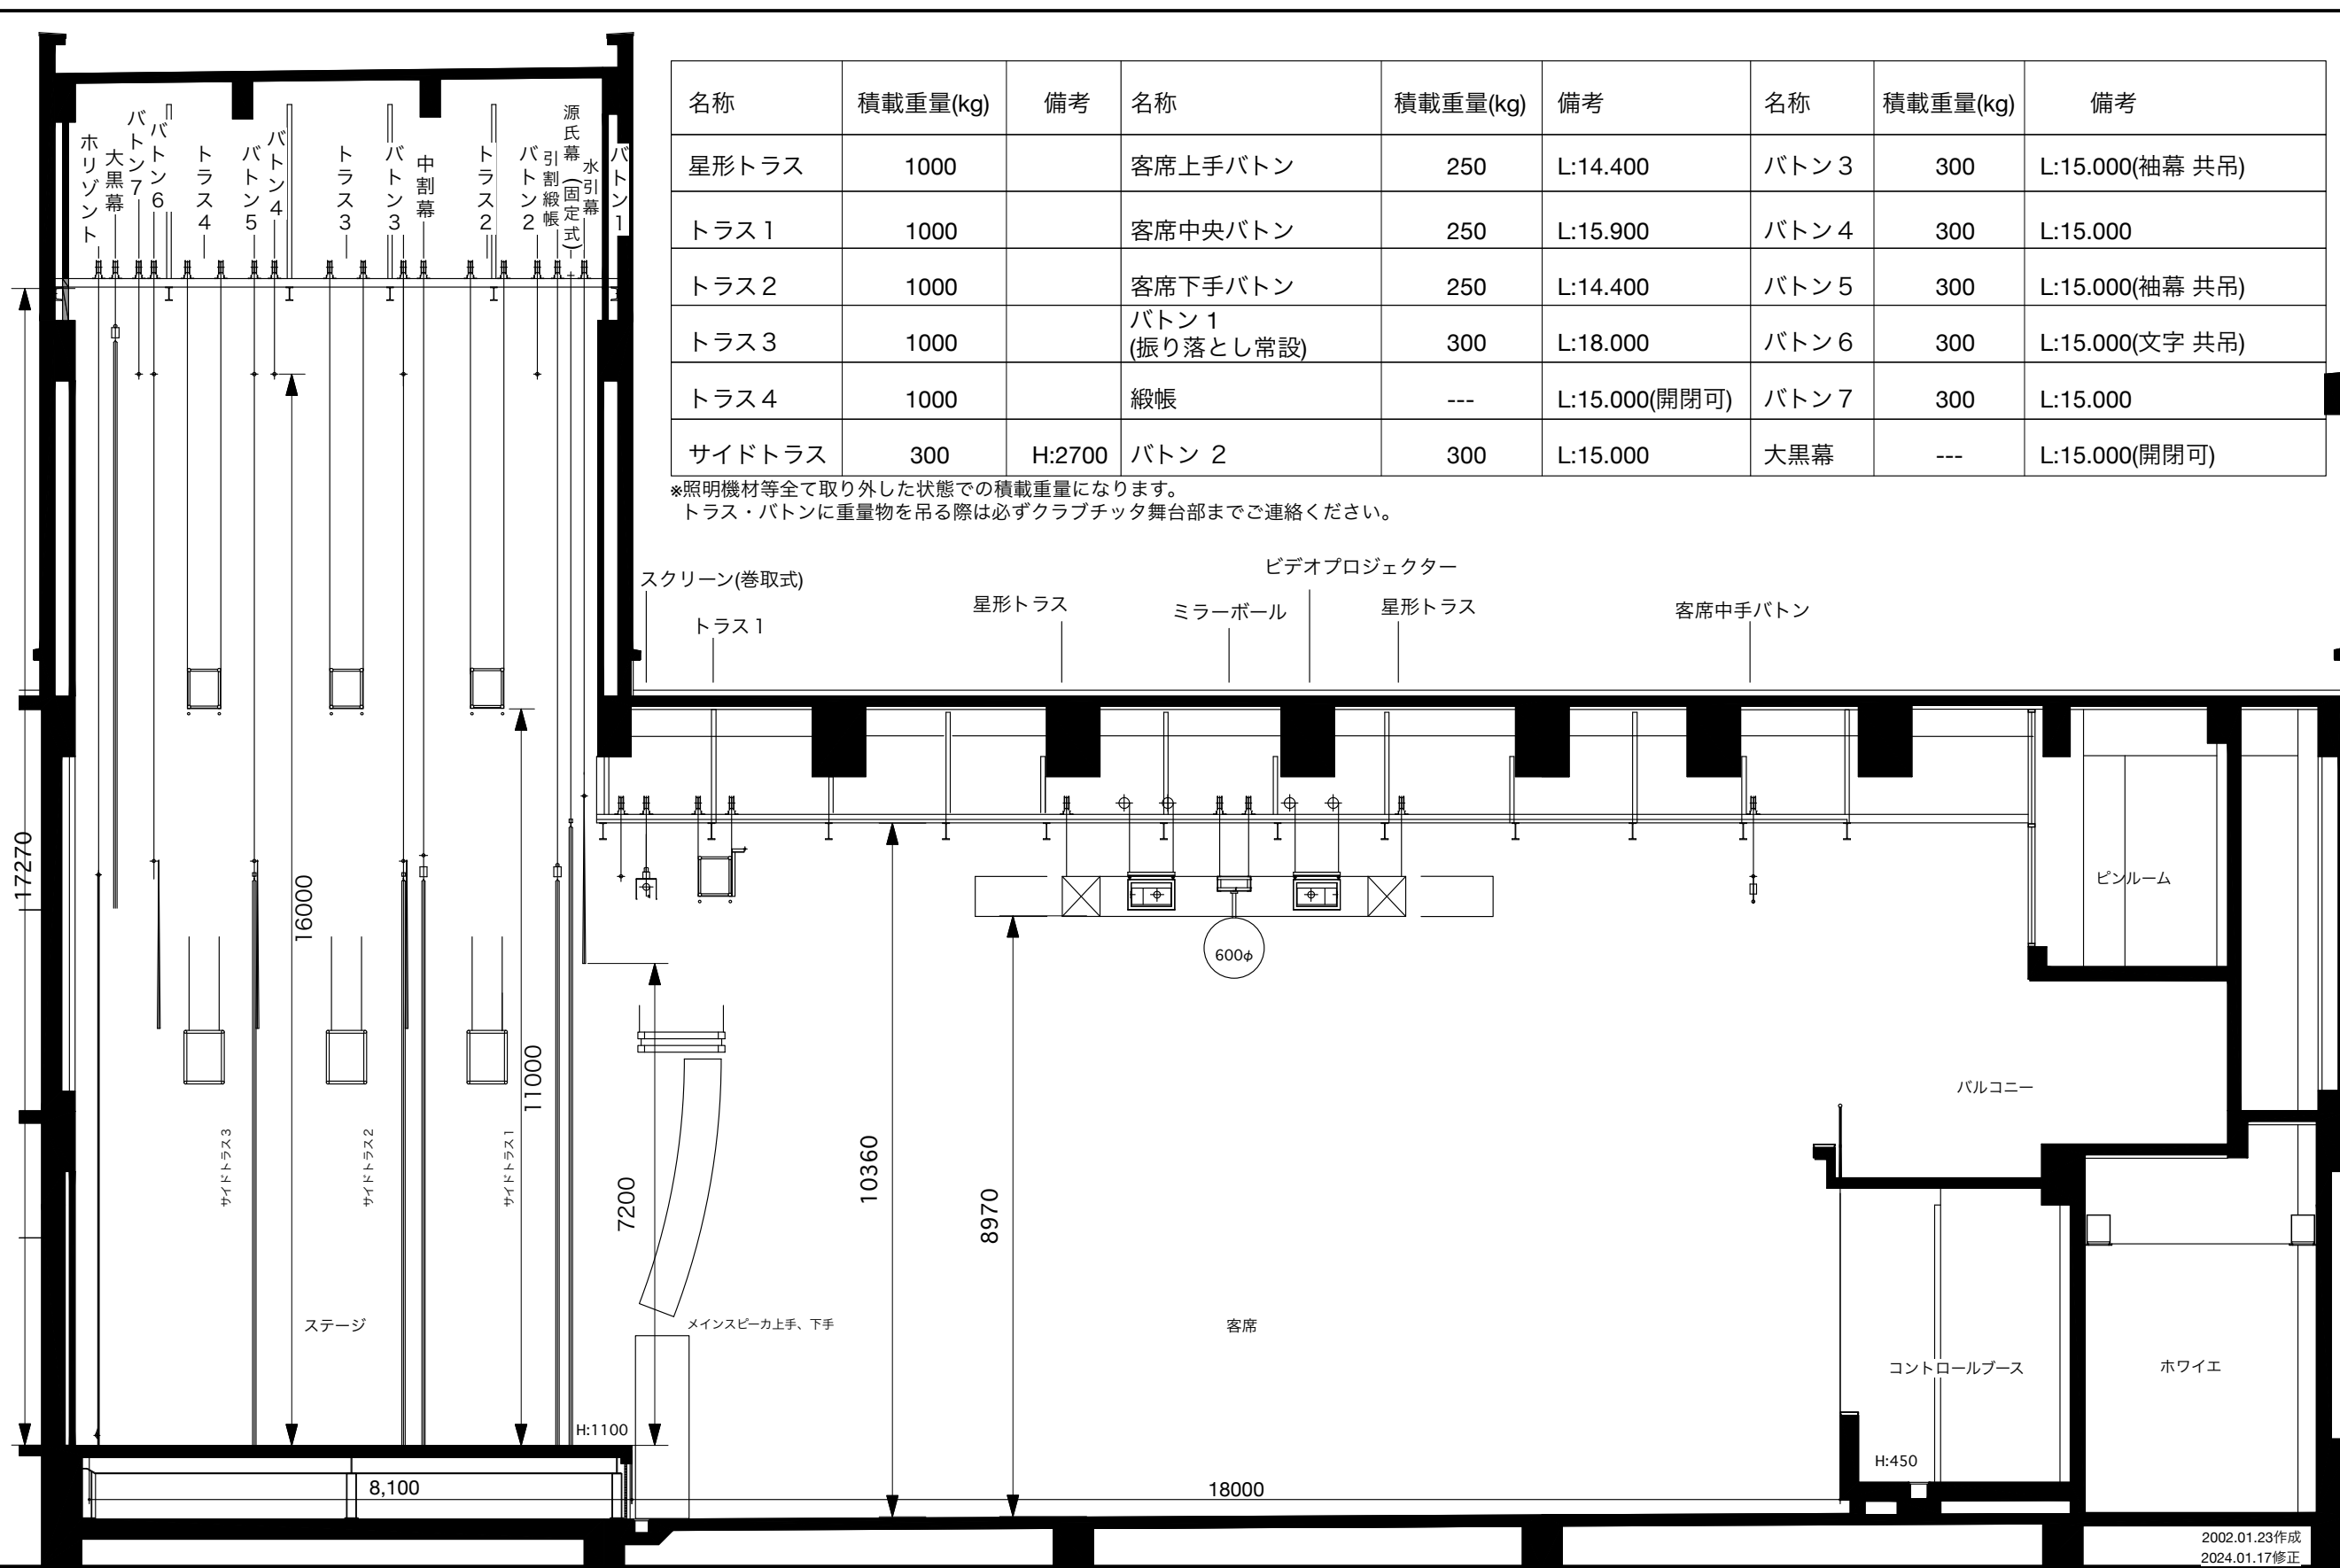 名称 積載重量(kg) 備考 名称 積載重量(kg) 備考 名称 積載重量(kg) 備考
星形トラス 1000 客席上手バトン 250 L:14.400 バトン3 300 L:15.000(袖幕 共吊)
トラス1 1000 客席中央バトン 250 L:15.900 バトン4 300 L:15.000
トラス2 1000 客席下手バトン 250 L:14.400 バトン5 300 L:15.000(袖幕 共吊)
トラス3 1000 バトン 1
(振り落とし常設) 300 L:18.000 バトン6 300 L:15.000(文字 共吊)
トラス4 1000 緞帳 --- L:15.000(開閉可) バトン7 300 L:15.000
サイドトラス 300 H:2700 バトン 2 300 L:15.000 大黒幕 --- L:15.000(開閉可)
※照明機材等全て取り外した状態での積載重量になります。
トラス・バトンに重量物を吊る際は必ずクラブチッタ舞台部までご連絡ください。
ホリゾント
大黒幕
バトン7
バトン6
トラス4
バトン5
バトン4
トラス3
バトン3
中割幕
トラス2
バトン2
引割緞帳
源氏幕(固定式)
水引幕
バトン1
スクリーン(巻取式)
トラス1
星形トラス
ミラーボール
ビデオプロジェクター
星形トラス
客席中手バトン
17270
16000
11000
7200
10360
8970
600φ
ピンルーム
バルコニー
サイドトラス3
サイドトラス2
サイドトラス1
ステージ
メインスピーカ上手、下手
客席
コントロールブース
ホワイエ
H:1100
H:450
8,100
18000
2002.01.23作成
2024.01.17修正